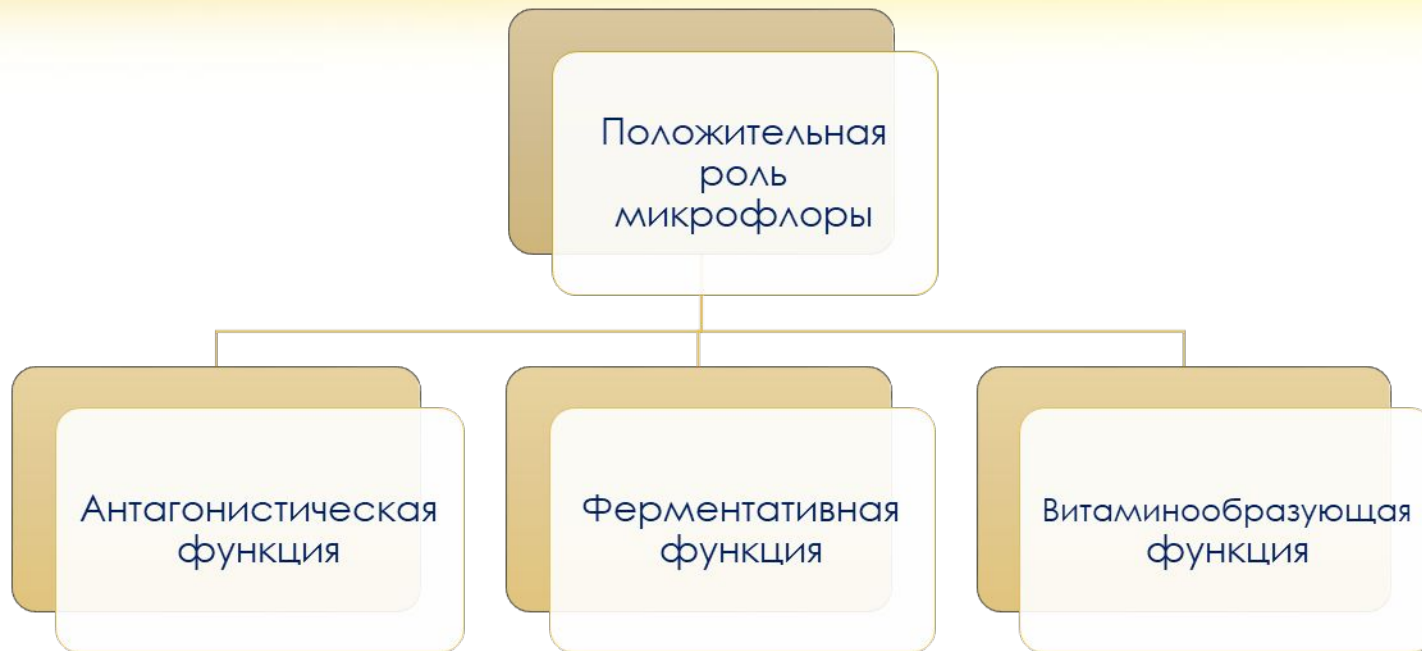 Положительная
роль
микрофлоры
Антагонистическая
функция
Ферментативная
функция
Витаминообразующая
функция